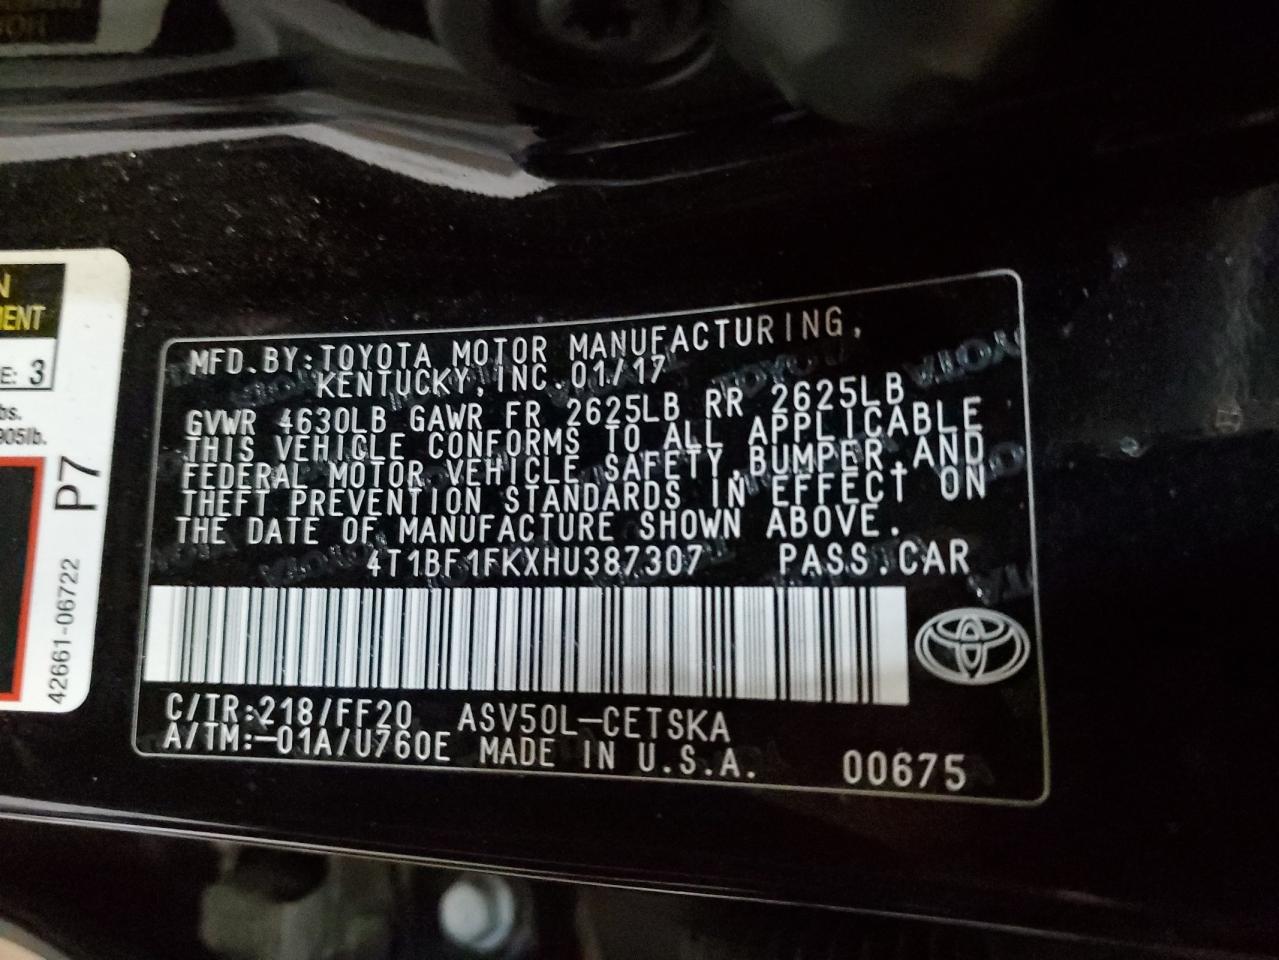 N
MENT
E: 3
bs.
905lb.
P7
42661-06722
MFD.BY:TOYOTA MOTOR MANUFACTURING,
KENTUCKY,INC.01/17
GVWR 4630LB GAWR FR 2625LB RR 2625LB
THIS VEHICLE CONFORMS TO ALL APPLICABLE
FEDERAL MOTOR VEHICLE SAFETY,BUMPER,AND
THEFT PREVENTION STANDARDS IN EFFECT ON
THE DATE OF MANUFACTURE SHOWN ABOVE.
4T1BF1FKXHU387307 PASS.CAR
C/TR:218/FF20 ASV50L-CETSKA
A/TM:-01A/U760E MADE IN U.S.A. 00675